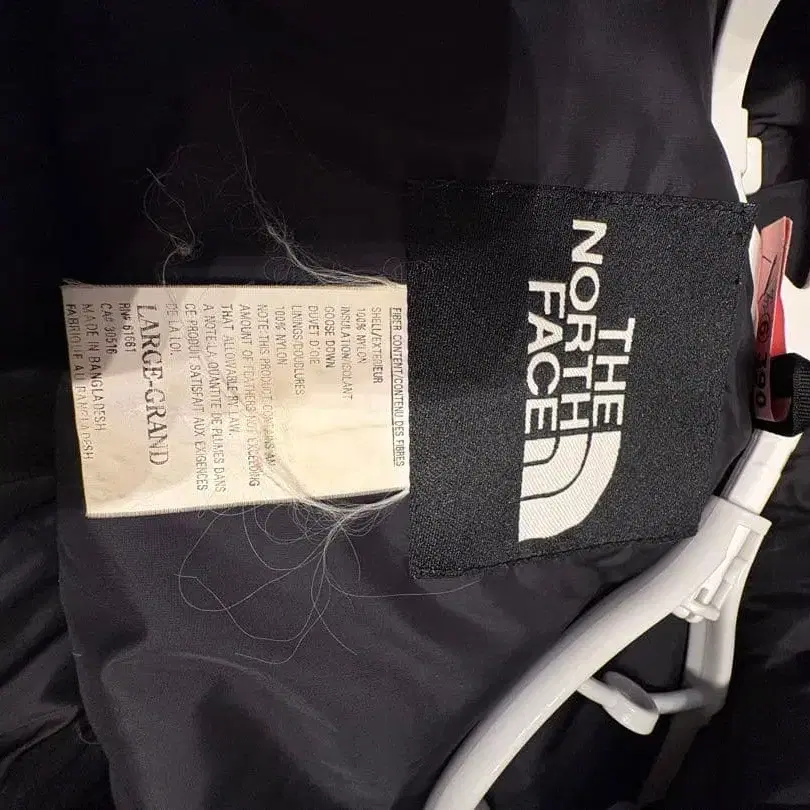 THE
NORTH
FACE
FIBER CONTENT/CONTENU DES FIBRES
SHELL/EXTERIEUR
100% NYLON
INSULATION/ISOLANT
GOOSE DOWN
DUVET D'OIE
LININGS/DOUBLURES
100% NYLON
NOTE:THIS PRODUCT CONTAINS AN
AMOUNT OF FEATHERS NOT EXCEEDING
THAT ALLOWABLE BY LAW.
A NOTE:LA QUANTITE DE PLUMES DANS
CE PRODUIT SATISFAIT AUX EXIGENCES
DE LA LOI.
LARGE-GRAND
RN# 61661
CA# 30516
MADE IN BANGLADESH
FABRIQUE AU BANGLADESH
390